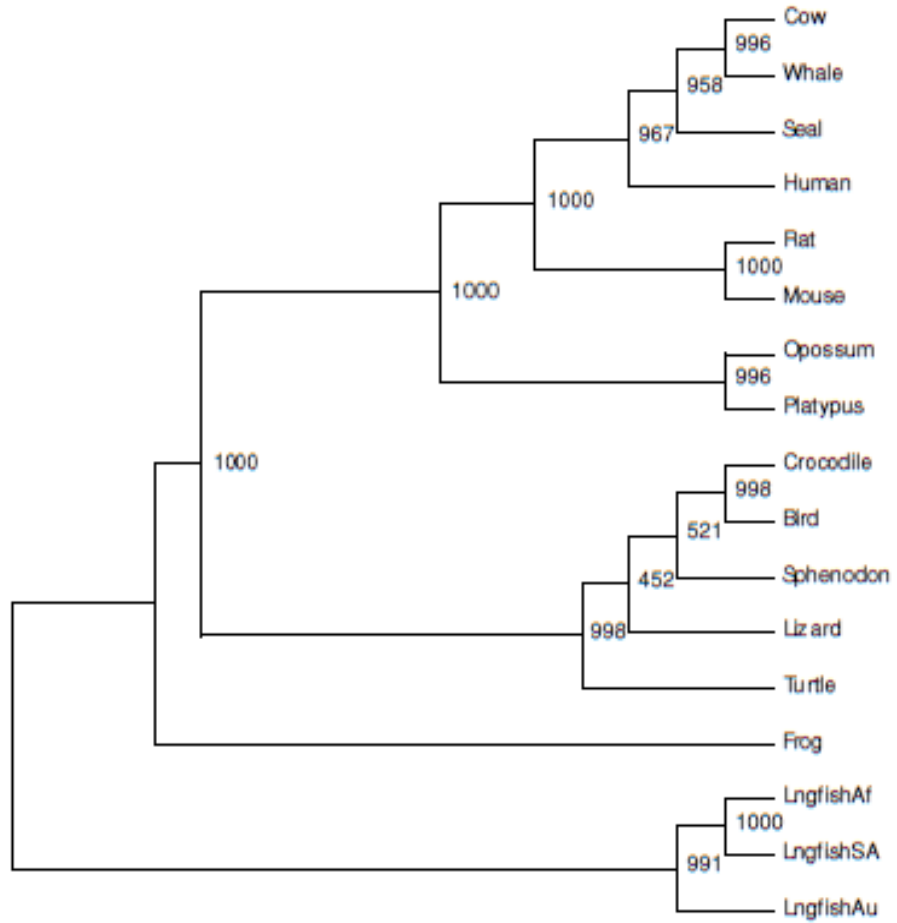 Cow
996
Whale
958
Seal
967
Human
1000
Rat
1000
Mouse
1000
Opossum
996
Platypus
1000
Crocodile
998
Bird
521
Sphenodon
452
Lizard
998
Turtle
Frog
LngfishAf
1000
LngfishSA
991
LngfishAu